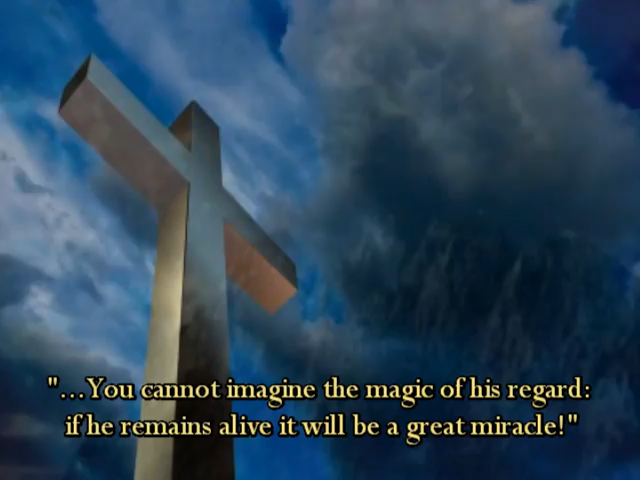 "...You cannot imagine the magic of his regard:
if he remains alive it will be a great miracle!"